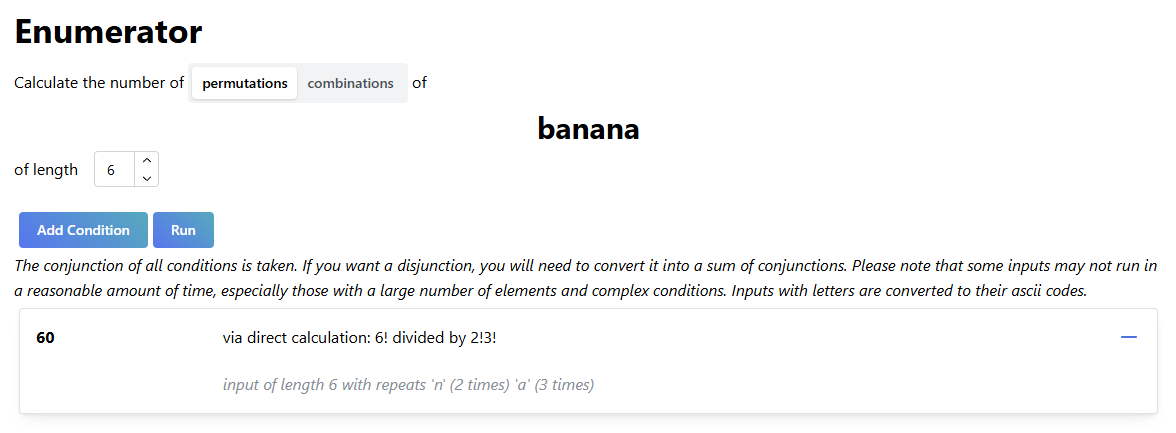 Enumerator
Calculate the number of permutations combinations of
banana
of length 6
Add Condition Run
The conjunction of all conditions is taken. If you want a disjunction, you will need to convert it into a sum of conjunctions. Please note that some inputs may not run in
a reasonable amount of time, especially those with a large number of elements and complex conditions. Inputs with letters are converted to their ascii codes.
60 via direct calculation: 6! divided by 2!3!
input of length 6 with repeats 'n' (2 times) 'a' (3 times)